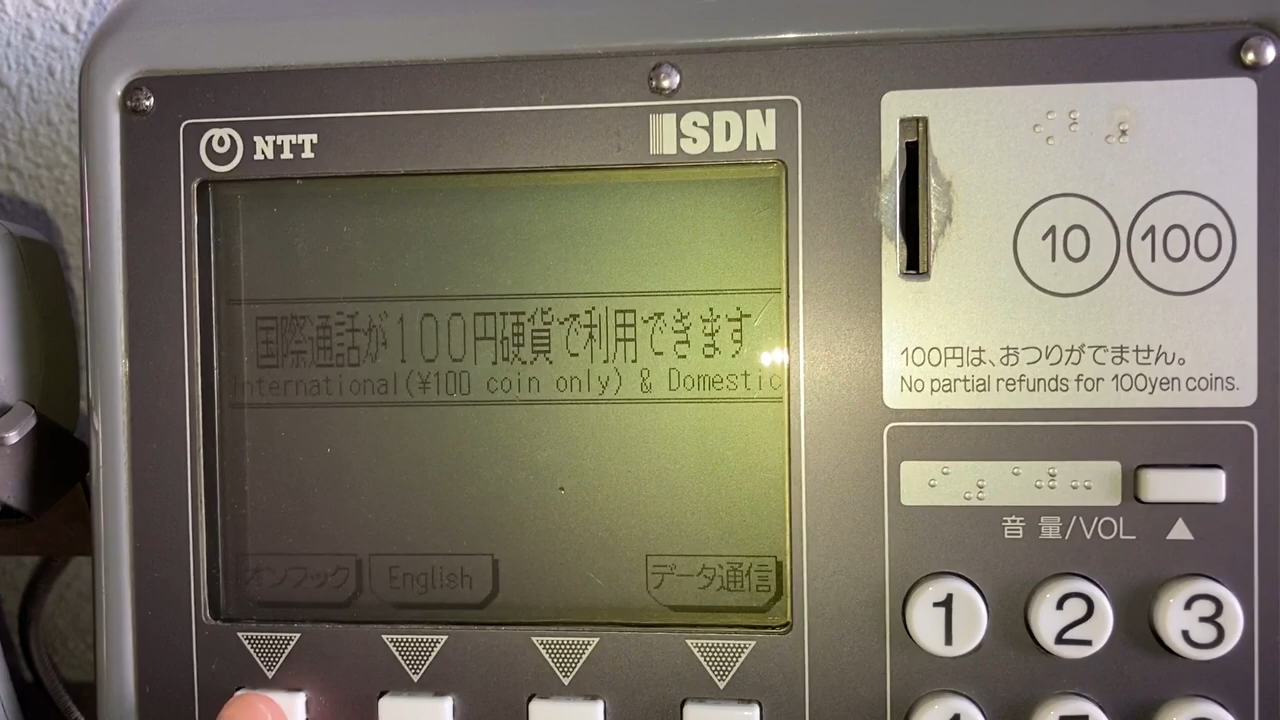 NTT
ISDN
国際通話が100円硬貨で利用できます
International(¥100 coin only) & Domestic
オンフック
English
データ通信
10
100
100円は、おつりがでません。
No partial refunds for 100yen coins.
音量/VOL ▲
1
2
3